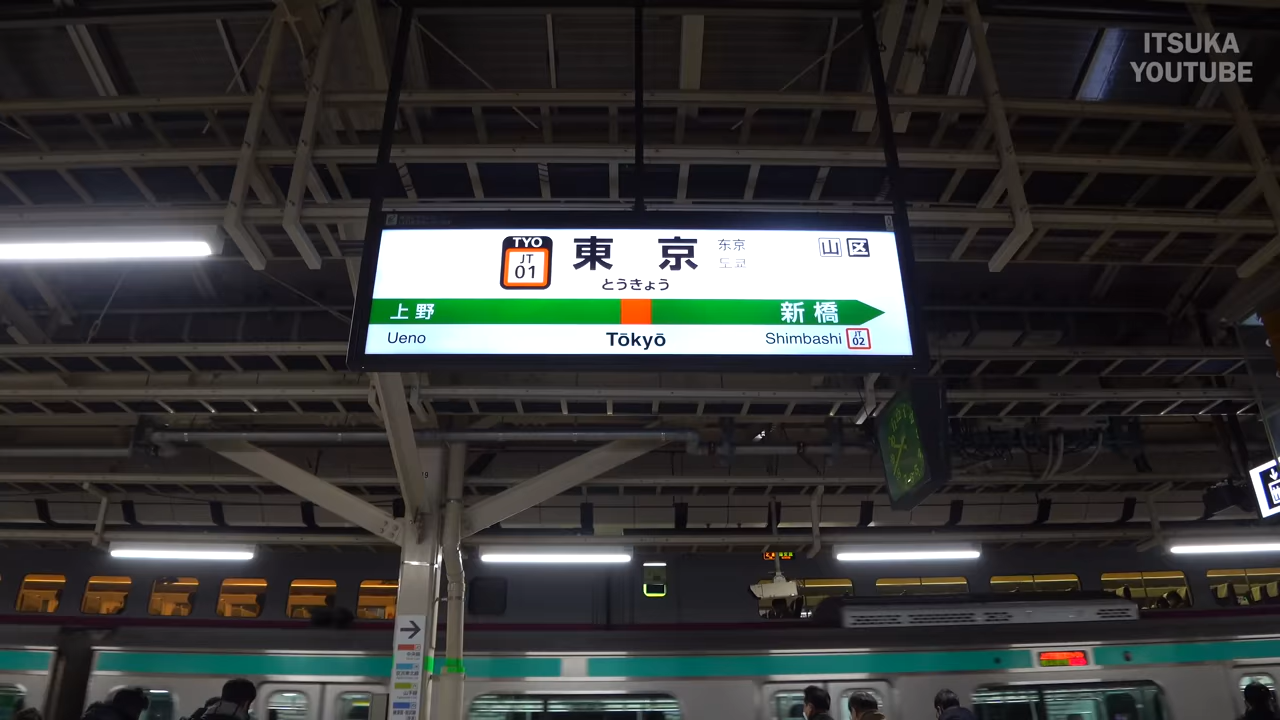 ITSUKA
YOUTUBE
TYO
JT
01
東京
东京
도쿄
山区
とうきょう
上野
新橋
Ueno
Tōkyō
Shimbashi
JT
02